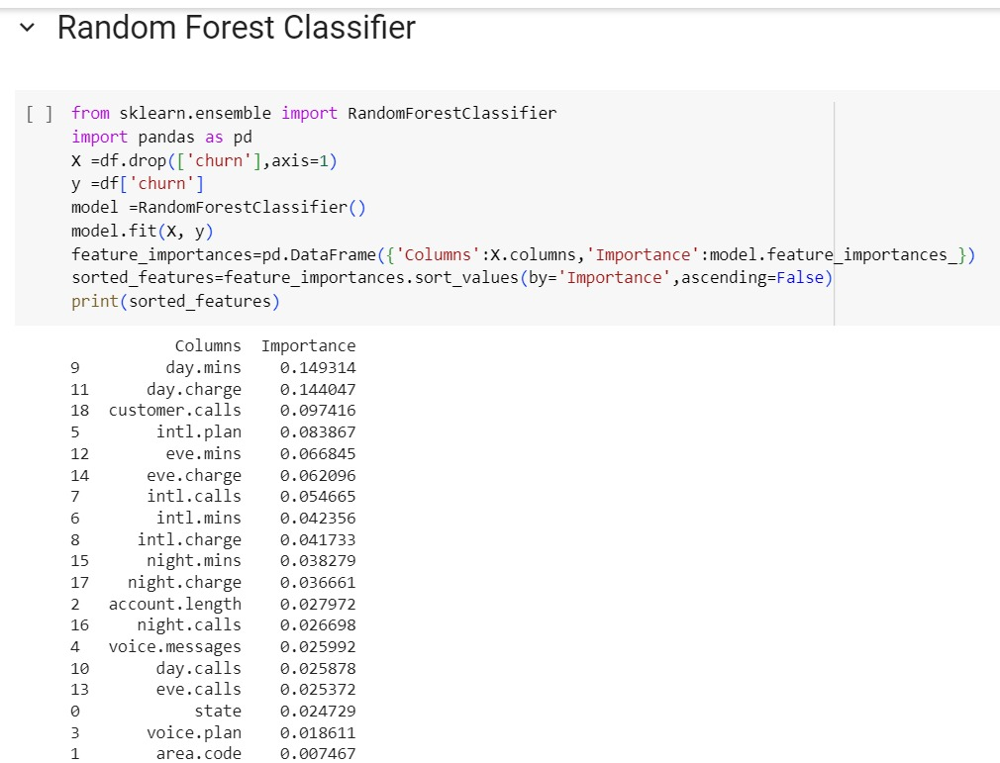 Random Forest Classifier
[ ] from sklearn.ensemble import RandomForestClassifier
import pandas as pd
X =df.drop(['churn'],axis=1)
y =df['churn']
model =RandomForestClassifier()
model.fit(X, y)
feature_importances=pd.DataFrame({'Columns':X.columns,'Importance':model.feature_importances_})
sorted_features=feature_importances.sort_values(by='Importance',ascending=False)
print(sorted_features)
Columns Importance
9 day.mins 0.149314
11 day.charge 0.144047
18 customer.calls 0.097416
5 intl.plan 0.083867
12 eve.mins 0.066845
14 eve.charge 0.062096
7 intl.calls 0.054665
6 intl.mins 0.042356
8 intl.charge 0.041733
15 night.mins 0.038279
17 night.charge 0.036661
2 account.length 0.027972
16 night.calls 0.026698
4 voice.messages 0.025992
10 day.calls 0.025878
13 eve.calls 0.025372
0 state 0.024729
3 voice.plan 0.018611
1 area.code 0.007467